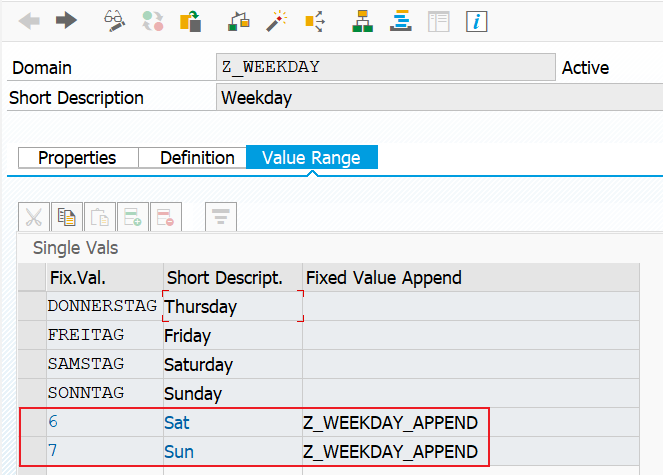 Domain Z_WEEKDAY Active
Short Description Weekday
Properties Definition Value Range
Single Vals
Fix.Val. Short Descript. Fixed Value Append
DONNERSTAG Thursday
FREITAG Friday
SAMSTAG Saturday
SONNTAG Sunday
6 Sat Z_WEEKDAY_APPEND
7 Sun Z_WEEKDAY_APPEND